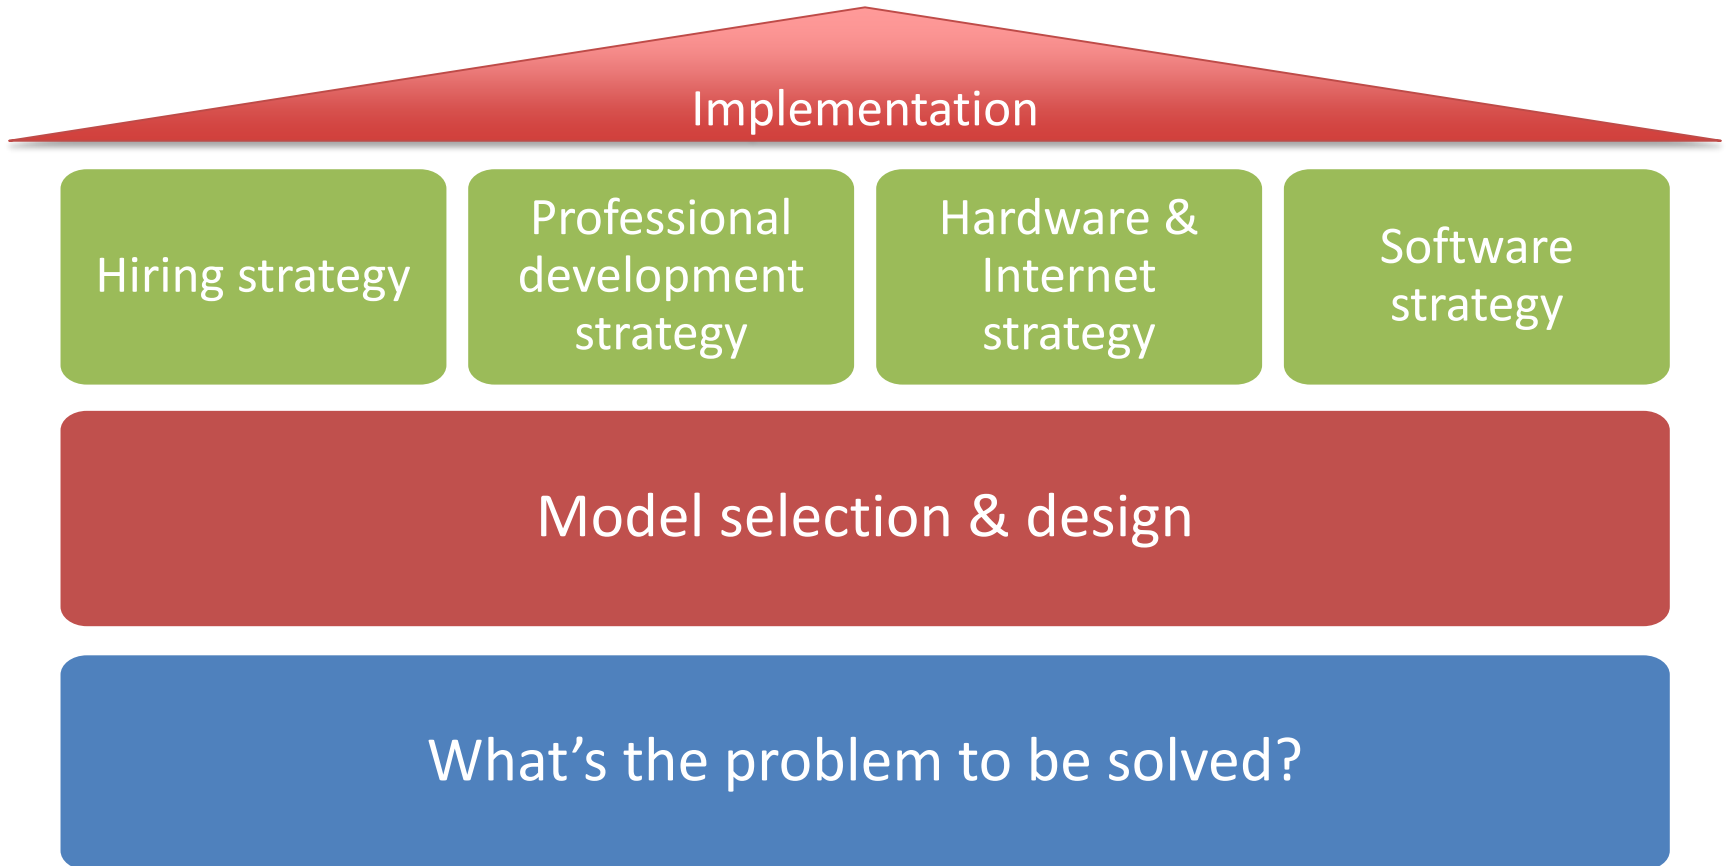 Implementation
Hiring strategy
Professional
development
strategy
Hardware &
Internet
strategy
Software
strategy
Model selection & design
What’s the problem to be solved?